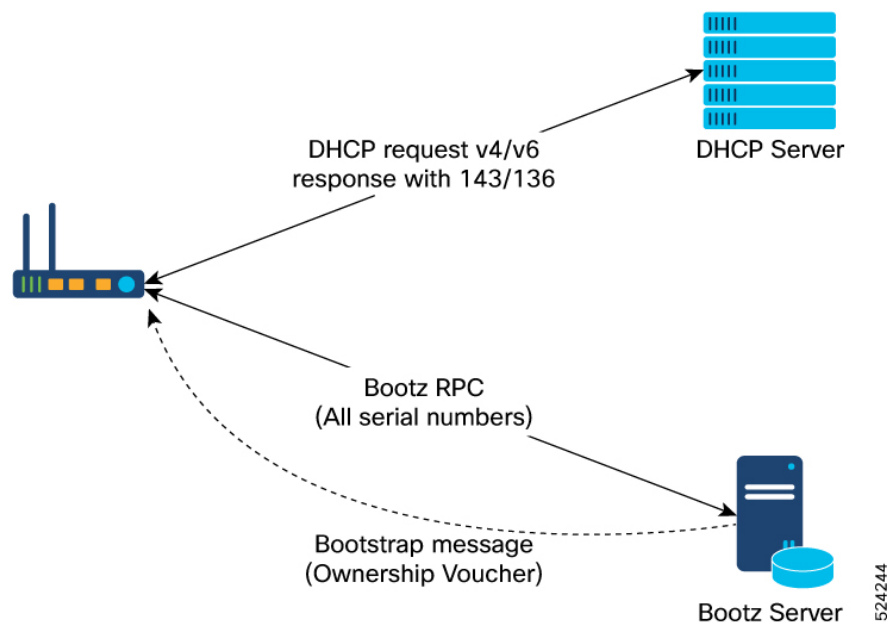 DHCP Server
DHCP request v4/v6
response with 143/136
Bootz RPC
(All serial numbers)
Bootstrap message
(Ownership Voucher)
Bootz Server
524244